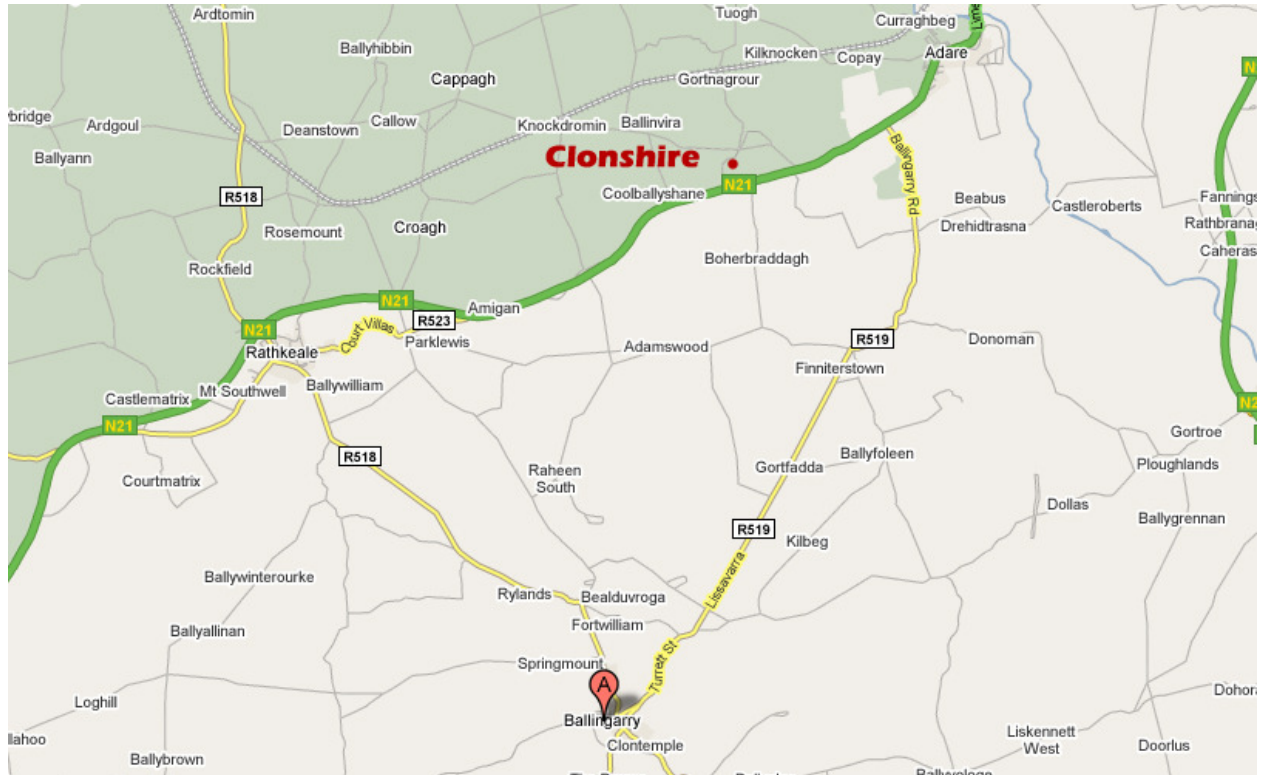 Ardtomin
Tuogh
Curraghbeg
Ballyhibbin
Kilknocken
Copay
Adare
Cappagh
Gortnagrour
Ardgoul
Deanstown
Callow
Knockdromin
Ballinvira
Ballyann
Clonshire
Ballingarry Rd
R518
Coolballyshane
N21
Beabus
Castleroberts
Rosemount
Croagh
Drehidtrasna
Rockfield
Boherbraddagh
N21
Amigan
N21
R523
Court Villas
Parklewis
Rathkeale
Adamswood
R519
Donoman
Finniterstown
Mt Southwell
Ballywilliam
Castlematrix
N21
R518
Gortroe
Courtmatrix
Raheen
South
Gortfadda
Ballyfoleen
Ploughlands
Dollas
Ballygrennan
R519
Kilbeg
Ballywinterourke
Rylands
Bealduvroga
Lissavarra
Fortwilliam
Ballyallinan
Springmount
Turrett St
A
Loghill
Ballingarry
Clontemple
Liskennett
West
Doorlus
Ballybrown